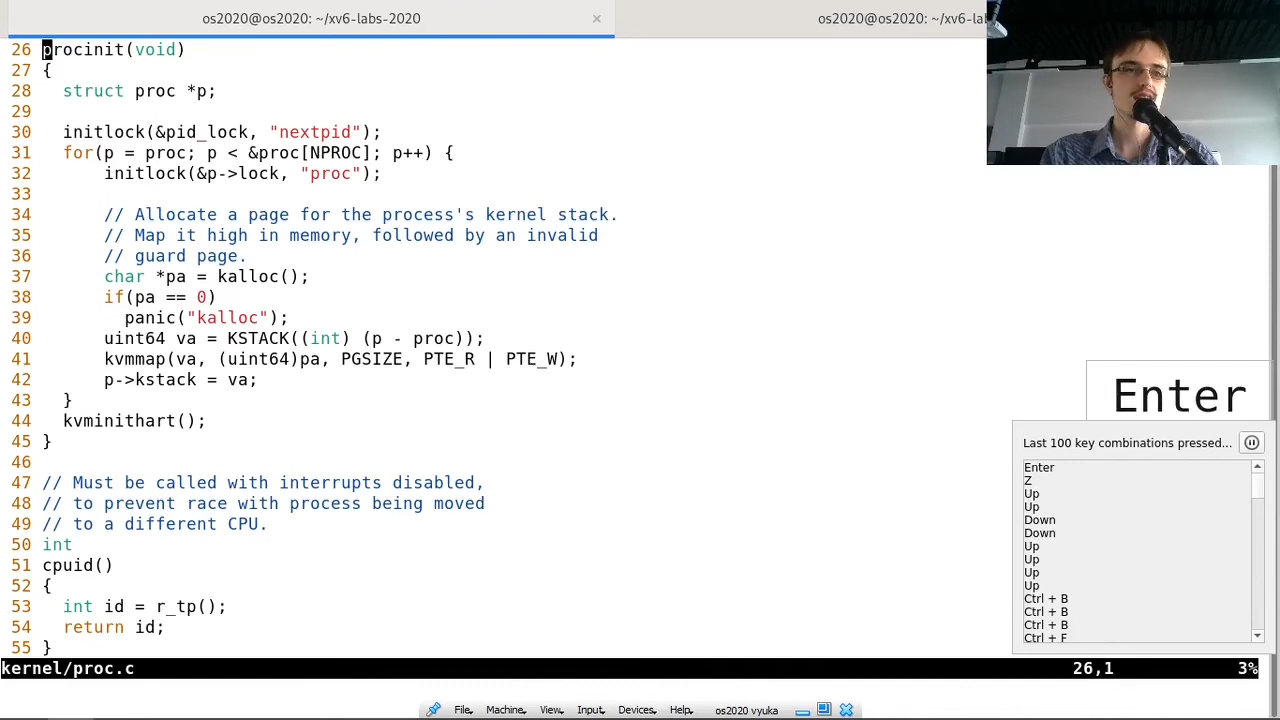 os2020@os2020: ~/xv6-labs-2020
×
os2020@os2020: ~/xv6-lab
26 procinit(void)
27 {
28   struct proc *p;
29
30   initlock(&pid_lock, "nextpid");
31   for(p = proc; p < &proc[NPROC]; p++) {
32       initlock(&p->lock, "proc");
33
34       // Allocate a page for the process's kernel stack.
35       // Map it high in memory, followed by an invalid
36       // guard page.
37       char *pa = kalloc();
38       if(pa == 0)
39         panic("kalloc");
40       uint64 va = KSTACK((int) (p - proc));
41       kvmmap(va, (uint64)pa, PGSIZE, PTE_R | PTE_W);
42       p->kstack = va;
43   }
44   kvminithart();
45 }
46
47 // Must be called with interrupts disabled,
48 // to prevent race with process being moved
49 // to a different CPU.
50 int
51 cpuid()
52 {
53   int id = r_tp();
54   return id;
55 }
kernel/proc.c 26,1 3%
Enter
Last 100 key combinations pressed...
Enter
Z
Up
Up
Down
Down
Up
Up
Up
Up
Ctrl + B
Ctrl + B
Ctrl + B
Ctrl + F
File Machine View Input Devices Help os2020 vyuka